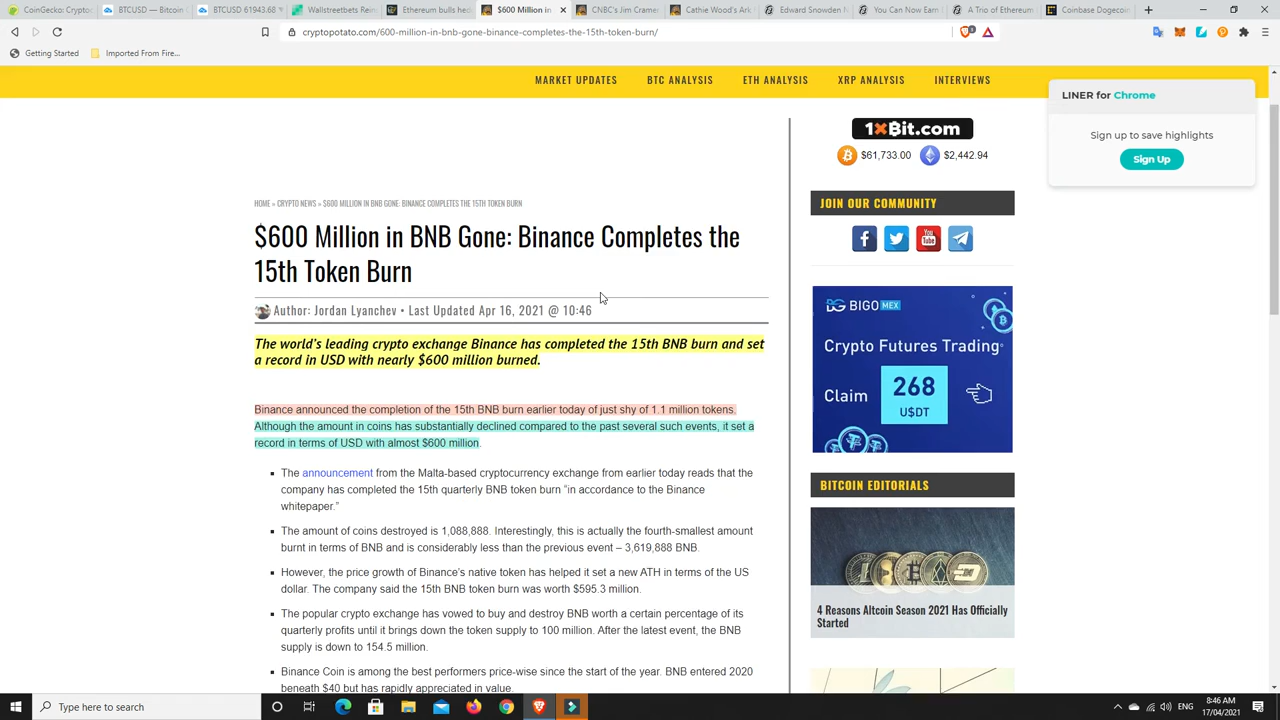 CoinGecko: Crypto
BTCUSD — Bitcoin
BTCUSD 61943.68
Wallstreetbets Rein
Ethereum bulls hea
$600 Million in
CNBC's Jim Cramer
Cathie Wood's Ark
Edward Snowden N
You Can Now Earn
A Trio of Ethereum
Coinbase Dogecoin
cryptopotato.com/600-million-in-bnb-gone-binance-completes-the-15th-token-burn/
Getting Started
Imported From Fire...
MARKET UPDATES
BTC ANALYSIS
ETH ANALYSIS
XRP ANALYSIS
INTERVIEWS
LINER for Chrome
Sign up to save highlights
Sign Up
1xBit.com
$61,733.00
$2,442.94
HOME » CRYPTO NEWS » $600 MILLION IN BNB GONE: BINANCE COMPLETES THE 15TH TOKEN BURN
$600 Million in BNB Gone: Binance Completes the
15th Token Burn
Author: Jordan Lyanchev • Last Updated Apr 16, 2021 @ 10:46
The world's leading crypto exchange Binance has completed the 15th BNB burn and set
a record in USD with nearly $600 million burned.
Binance announced the completion of the 15th BNB burn earlier today of just shy of 1.1 million tokens.
Although the amount in coins has substantially declined compared to the past several such events, it set a
record in terms of USD with almost $600 million.
The announcement from the Malta-based cryptocurrency exchange from earlier today reads that the
company has completed the 15th quarterly BNB token burn "in accordance to the Binance
whitepaper."
The amount of coins destroyed is 1,088,888. Interestingly, this is actually the fourth-smallest amount
burnt in terms of BNB and is considerably less than the previous event – 3,619,888 BNB.
However, the price growth of Binance's native token has helped it set a new ATH in terms of the US
dollar. The company said the 15th BNB token burn was worth $595.3 million.
The popular crypto exchange has vowed to buy and destroy BNB worth a certain percentage of its
quarterly profits until it brings down the token supply to 100 million. After the latest event, the BNB
supply is down to 154.5 million.
Binance Coin is among the best performers price-wise since the start of the year. BNB entered 2020
beneath $40 but has rapidly appreciated in value.
JOIN OUR COMMUNITY
You
Tube
BIGO MEX
Crypto Futures Trading
Claim
268
U$DT
BITCOIN EDITORIALS
4 Reasons Altcoin Season 2021 Has Officially
Started
Type here to search
ENG
8:46 AM
17/04/2021